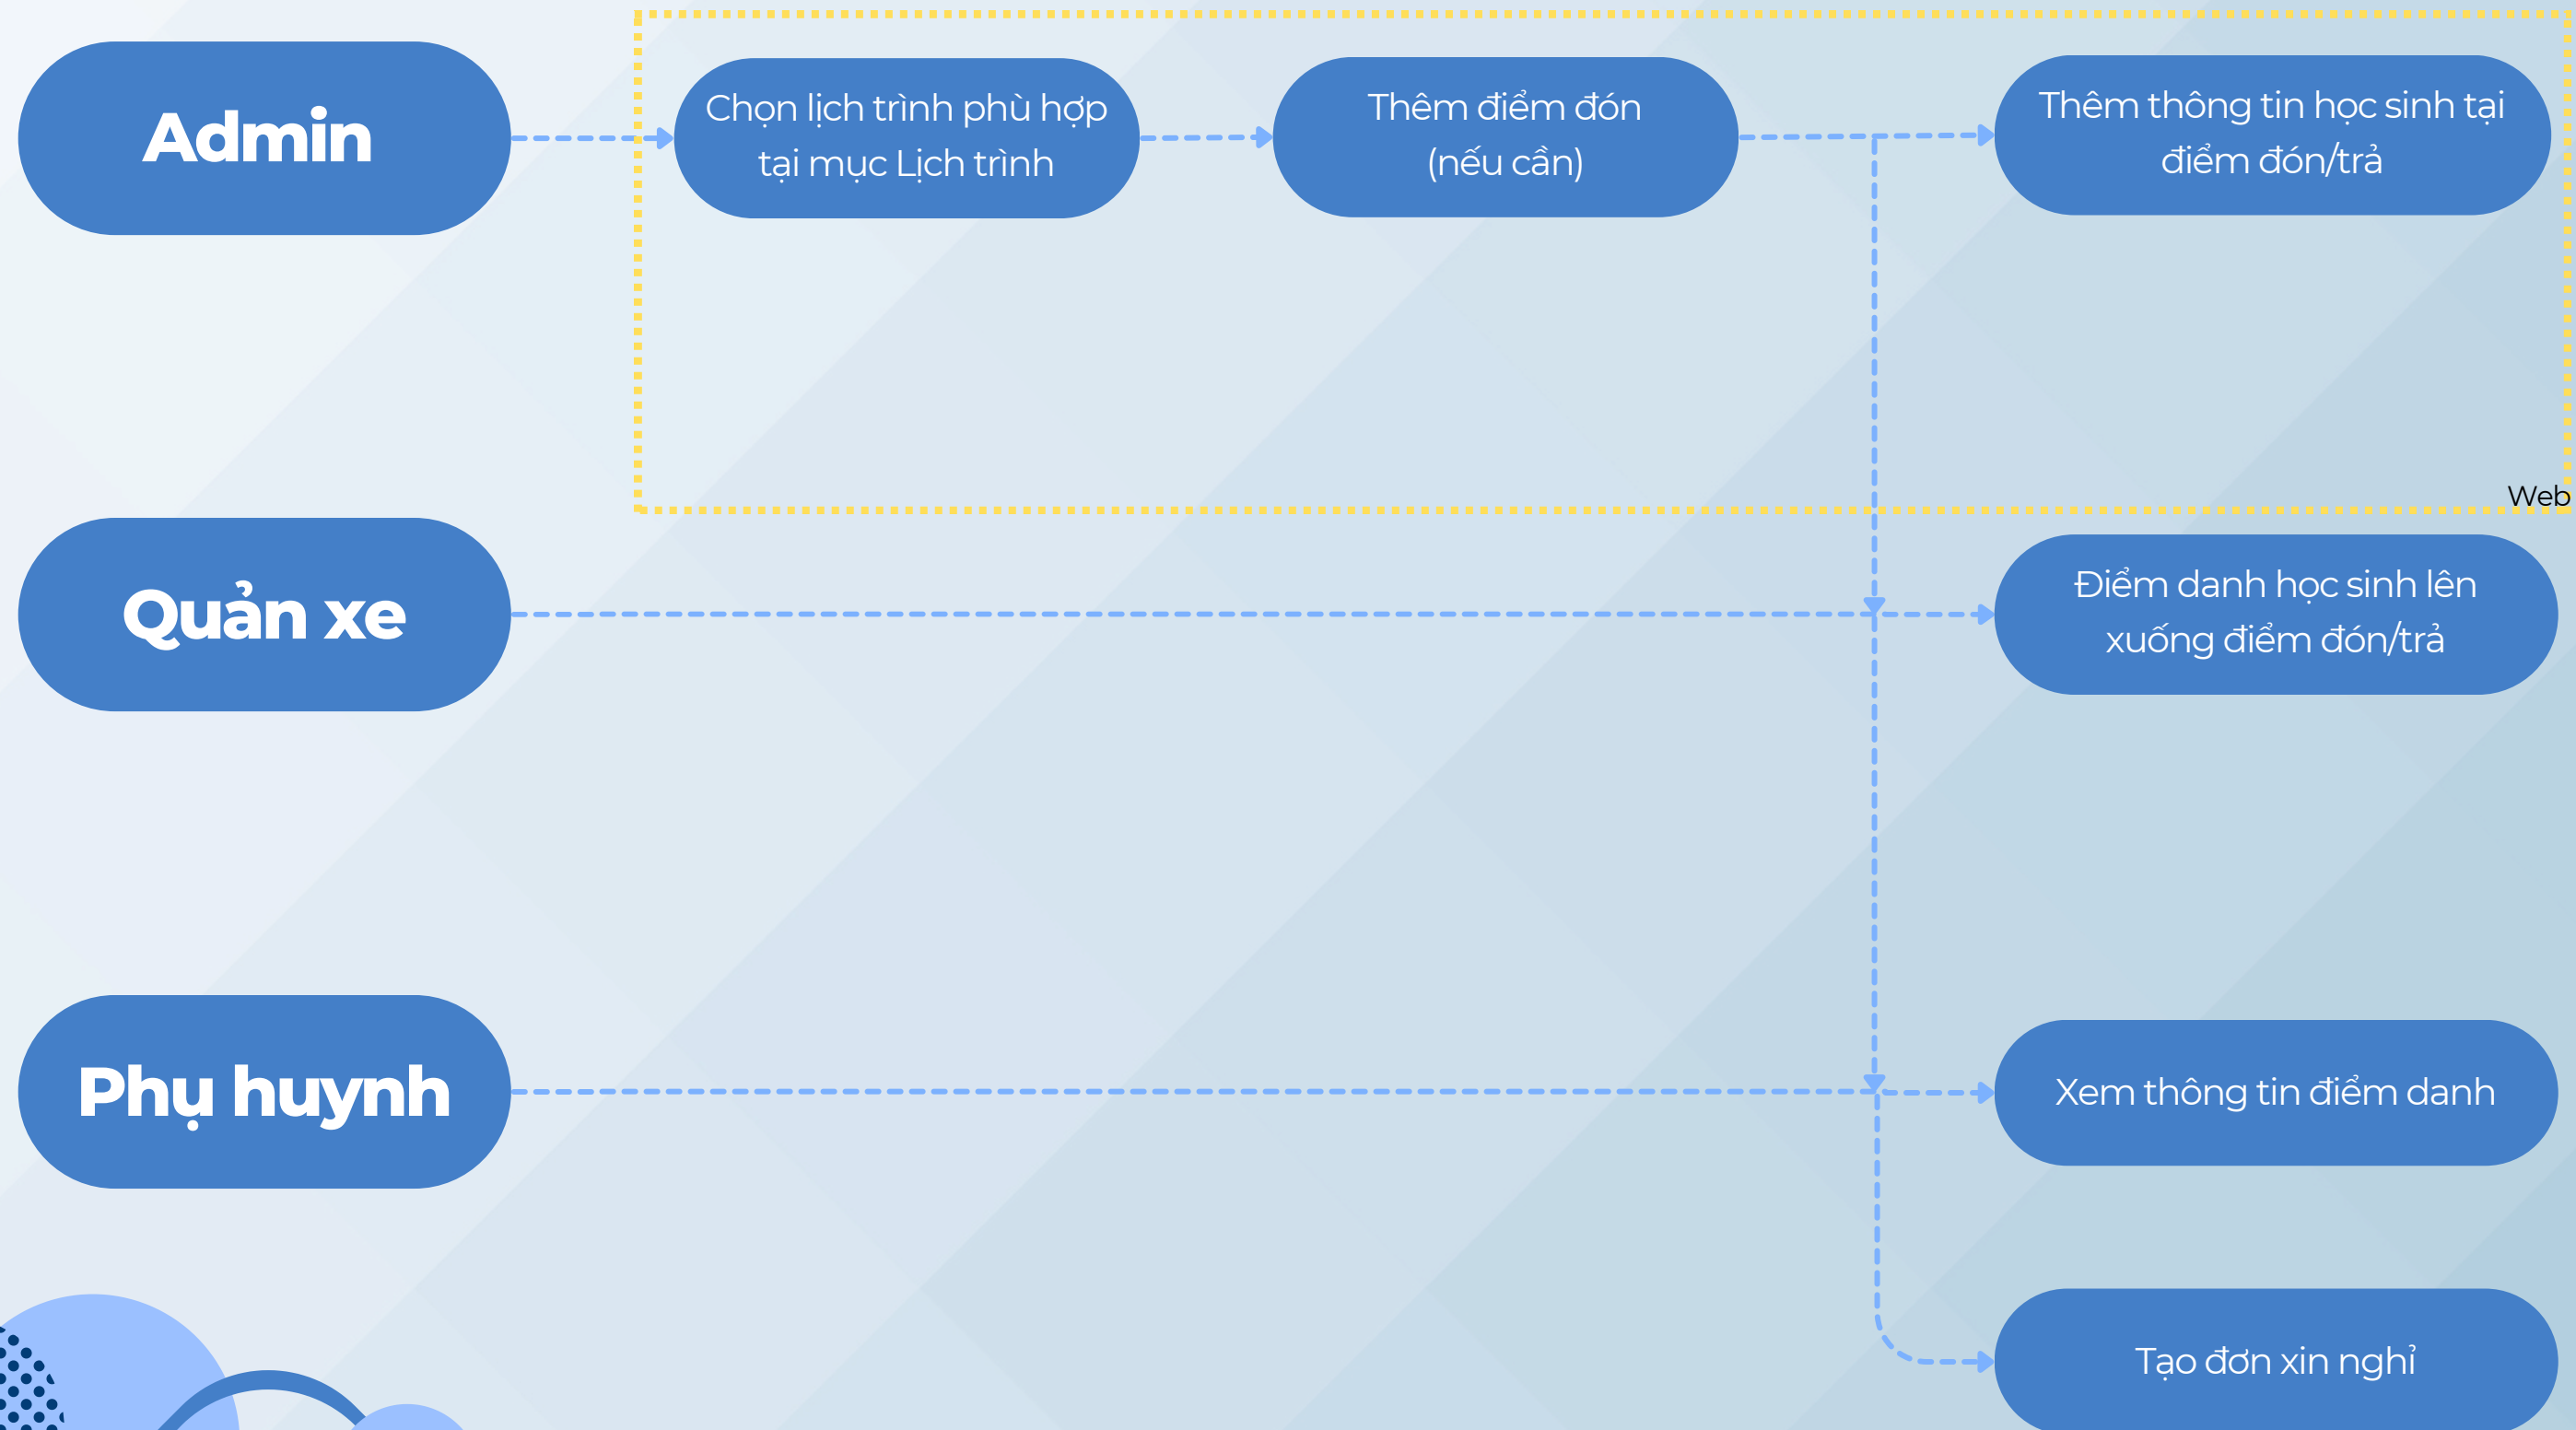 Admin
Chọn lịch trình phù hợp
tại mục Lịch trình
Thêm điểm đón
(nếu cần)
Thêm thông tin học sinh tại
điểm đón/trả
Web
Quản xe
Điểm danh học sinh lên
xuống điểm đón/trả
Phụ huynh
Xem thông tin điểm danh
Tạo đơn xin nghỉ